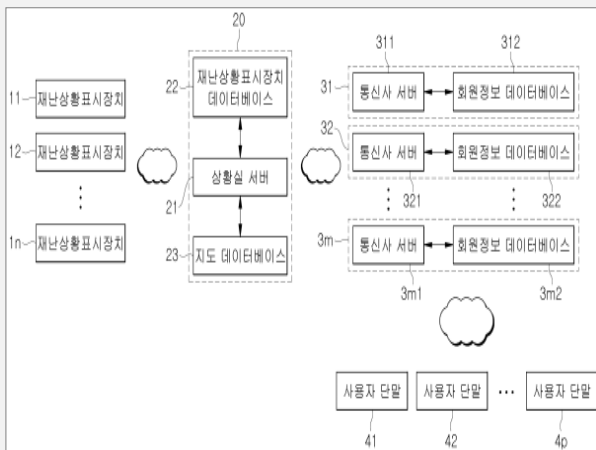 20
311
312
22
31
11
재난상황표시장치
재난상황표시장치
데이터베이스
통신사 서버
회원정보 데이터베이스
12
32
재난상황표시장치
통신사 서버
회원정보 데이터베이스
상황실 서버
21
321
322
1n
23
3m
재난상황표시장치
지도 데이터베이스
통신사 서버
회원정보 데이터베이스
3m1
3m2
사용자 단말
사용자 단말
...
사용자 단말
41
42
4p